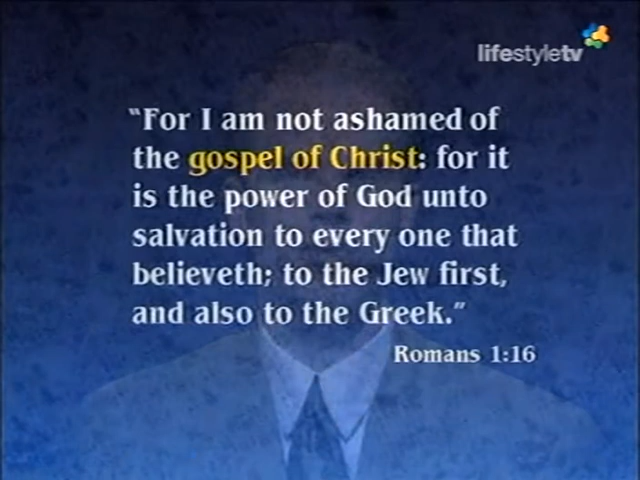 lifestyletv
“For I am not ashamed of
the gospel of Christ: for it
is the power of God unto
salvation to every one that
believeth; to the Jew first,
and also to the Greek.”
Romans 1:16